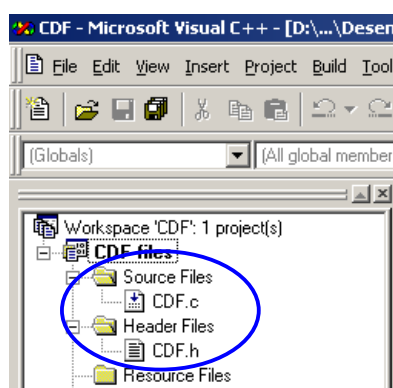 CDF - Microsoft Visual C++ - [D:\...\Desen
File Edit View Insert Project Build Tool
(Globals) (All global member
Workspace 'CDF': 1 project(s)
CDF files
Source Files
CDF.c
Header Files
CDF.h
Resource Files